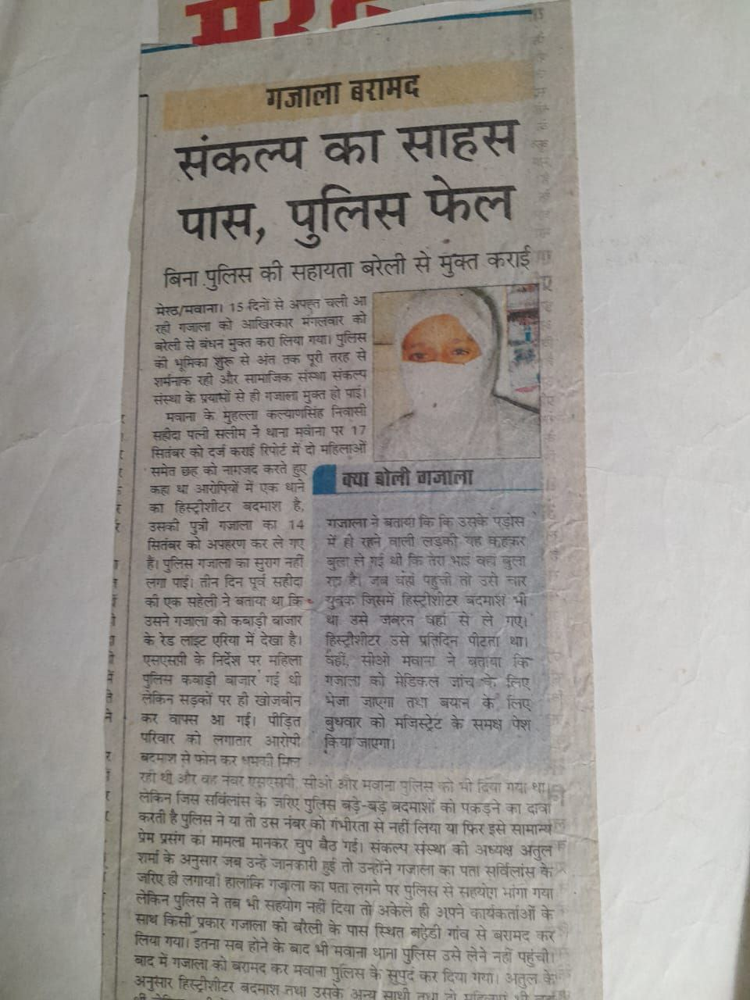 मेरठ
गजाला बरामद
संकल्प का साहस
पास, पुलिस फेल
बिना पुलिस की सहायता बरेली से मुक्त कराई
मेरठ/मवाना। 15 दिनों से अपहृत चली आ
रही गजाला को आखिरकार मंगलवार को
बरेली से बंधन मुक्त करा लिया गया। पुलिस
की भूमिका शुरू से अंत तक पूरी तरह से
शर्मनाक रही और सामाजिक संस्था संकल्प
संस्था के प्रयासों से ही गजाला मुक्त हो पाई।
मवाना के मुहल्ला कल्याणसिंह निवासी
सहीदा पत्नी सलीम ने थाना मवाना पर 17
सितंबर को दर्ज कराई रिपोर्ट में दो महिलाओं
समेत छह को नामजद करते हुए
कहा था आरोपियों में एक थाने
का हिस्ट्रीशीटर बदमाश है,
उसकी पुत्री गजाला का 14
सितंबर को अपहरण कर ले गए
हैं। पुलिस गजाला का सुराग नहीं
लगा पाई। तीन दिन पूर्व सहीदा
की एक सहेली ने बताया था कि
उसने गजाला को कबाड़ी बाजार
के रेड लाइट एरिया में देखा है।
एसएसपी के निर्देश पर महिला
पुलिस कबाड़ी बाजार गई थी
लेकिन सड़कों पर ही खोजबीन
कर वापस आ गई। पीड़ित
परिवार को लगातार आरोपी
बदमाश से फोन कर धमकी मिल
रही थी और वह नंबर एसएसपी, सीओ और मवाना पुलिस को भी दिया गया था।
लेकिन जिस सर्विलांस के जरिए पुलिस बड़े-बड़े बदमाशों को पकड़ने का दावा
करती है पुलिस ने या तो उस नंबर को गंभीरता से नहीं लिया या फिर इसे सामान्य
प्रेम प्रसंग का मामला मानकर चुप बैठ गई। संकल्प संस्था की अध्यक्ष अतुल
शर्मा के अनुसार जब उन्हें जानकारी हुई तो उन्होंने गजाला का पता सर्विलांस के
जरिए ही लगाया। हालांकि गजाला का पता लगने पर पुलिस से सहयोग मांगा गया
लेकिन पुलिस ने तब भी सहयोग नहीं दिया तो अकेले ही अपने कार्यकर्ताओं के
साथ किसी प्रकार गजाला को बरेली के पास स्थित बहेडी गांव से बरामद कर
लिया गया। इतना सब होने के बाद भी मवाना थाना पुलिस उसे लेने नहीं पहुंची।
बाद में गजाला को बरामद कर मवाना पुलिस के सुपुर्द कर दिया गया। अतुल के
अनुसार हिस्ट्रीशीटर बदमाश तथा उसके अन्य साथी तथा दो महिलाएं भी
क्या बोली गजाला
गजाला ने बताया कि कि उसके पड़ोस
में ही रहने वाली लड़की यह कहकर
बुला ले गई थी कि तेरा भाई वहां बुला
रहा है। जब वहां पहुंची तो उसे चार
युवक जिसमें हिस्ट्रीशीटर बदमाश भी
था उसे जबरन वहां से ले गए।
हिस्ट्रीशीटर उसे प्रतिदिन पीटता था।
वहीं, सीओ मवाना ने बताया कि
गजाला को मेडिकल जांच के लिए
भेजा जाएगा तथा बयान के लिए
बुधवार को मजिस्ट्रेट के समक्ष पेश
किया जाएगा।